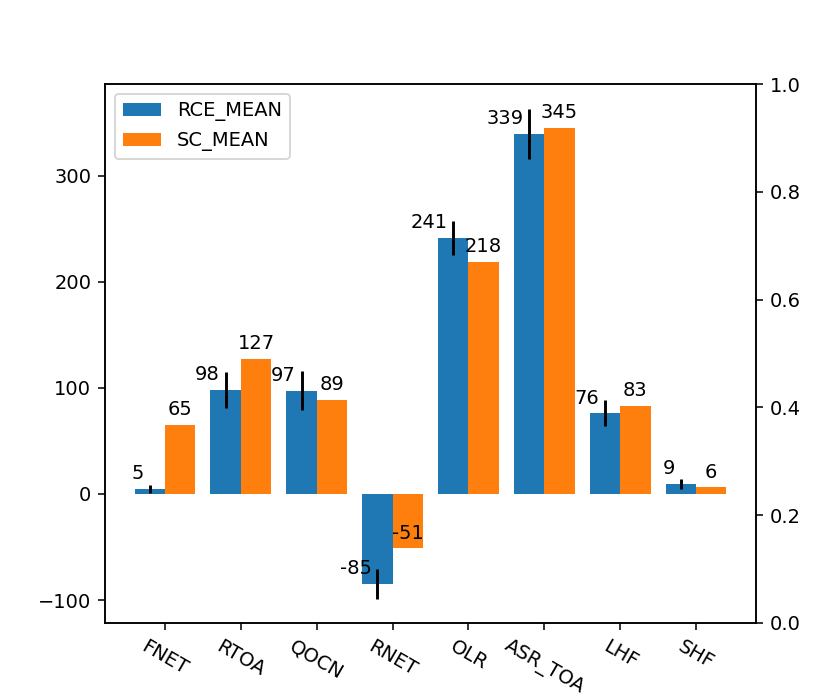 RCE_MEAN
SC_MEAN
300
200
100
0
−100
1.0
0.8
0.6
0.4
0.2
0.0
5
65
98
127
97
89
-85
-51
241
218
339
345
76
83
9
6
FNET
RTOA
QOCN
RNET
OLR
ASR_TOA
LHF
SHF